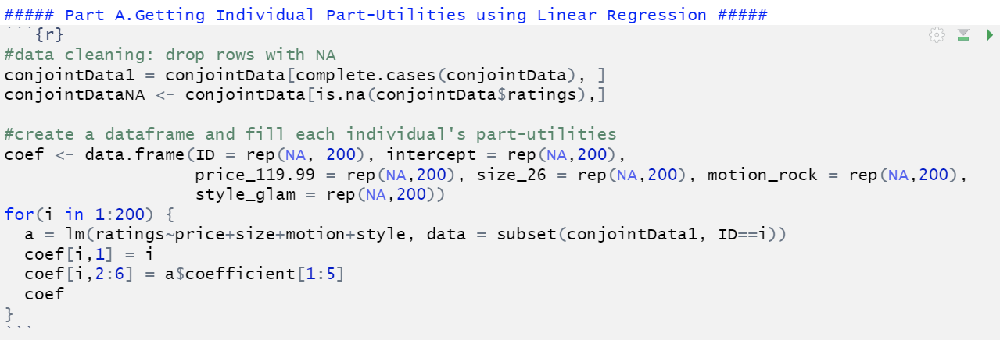 ##### Part A.Getting Individual Part-Utilities using Linear Regression #####
```{r}
#data cleaning: drop rows with NA
conjointData1 = conjointData[complete.cases(conjointData), ]
conjointDataNA <- conjointData[is.na(conjointData$ratings),]
#create a dataframe and fill each individual's part-utilities
coef <- data.frame(ID = rep(NA, 200), intercept = rep(NA,200),
price_119.99 = rep(NA,200), size_26 = rep(NA,200), motion_rock = rep(NA,200),
style_glam = rep(NA,200))
for(i in 1:200) {
a = lm(ratings~price+size+motion+style, data = subset(conjointData1, ID==i))
coef[i,1] = i
coef[i,2:6] = a$coefficient[1:5]
coef
}
```